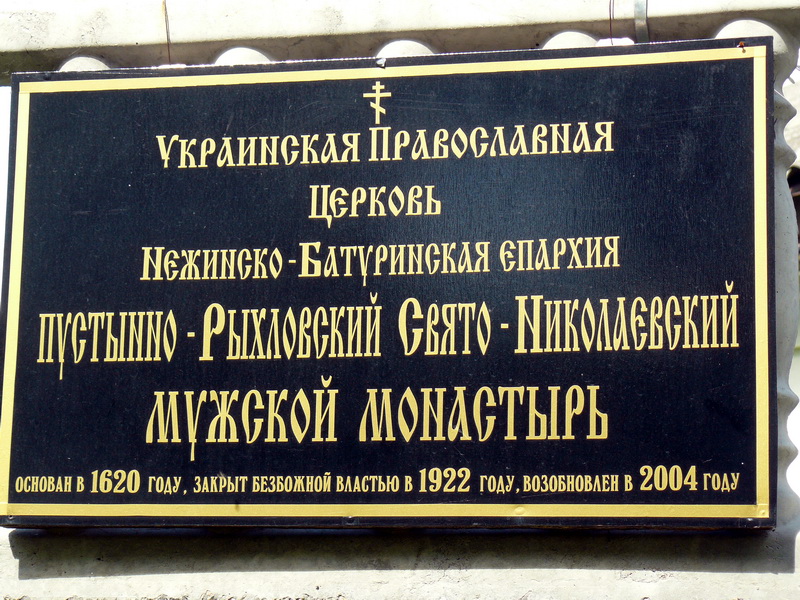 Украинская Православная
Церковь
Нежинско-Батуринская епархия
пустынно-Рыхловский Свято-Николаевский
мужской монастырь
основан в 1620 году, закрыт безбожной властью в 1922 году, возобновлен в 2004 году